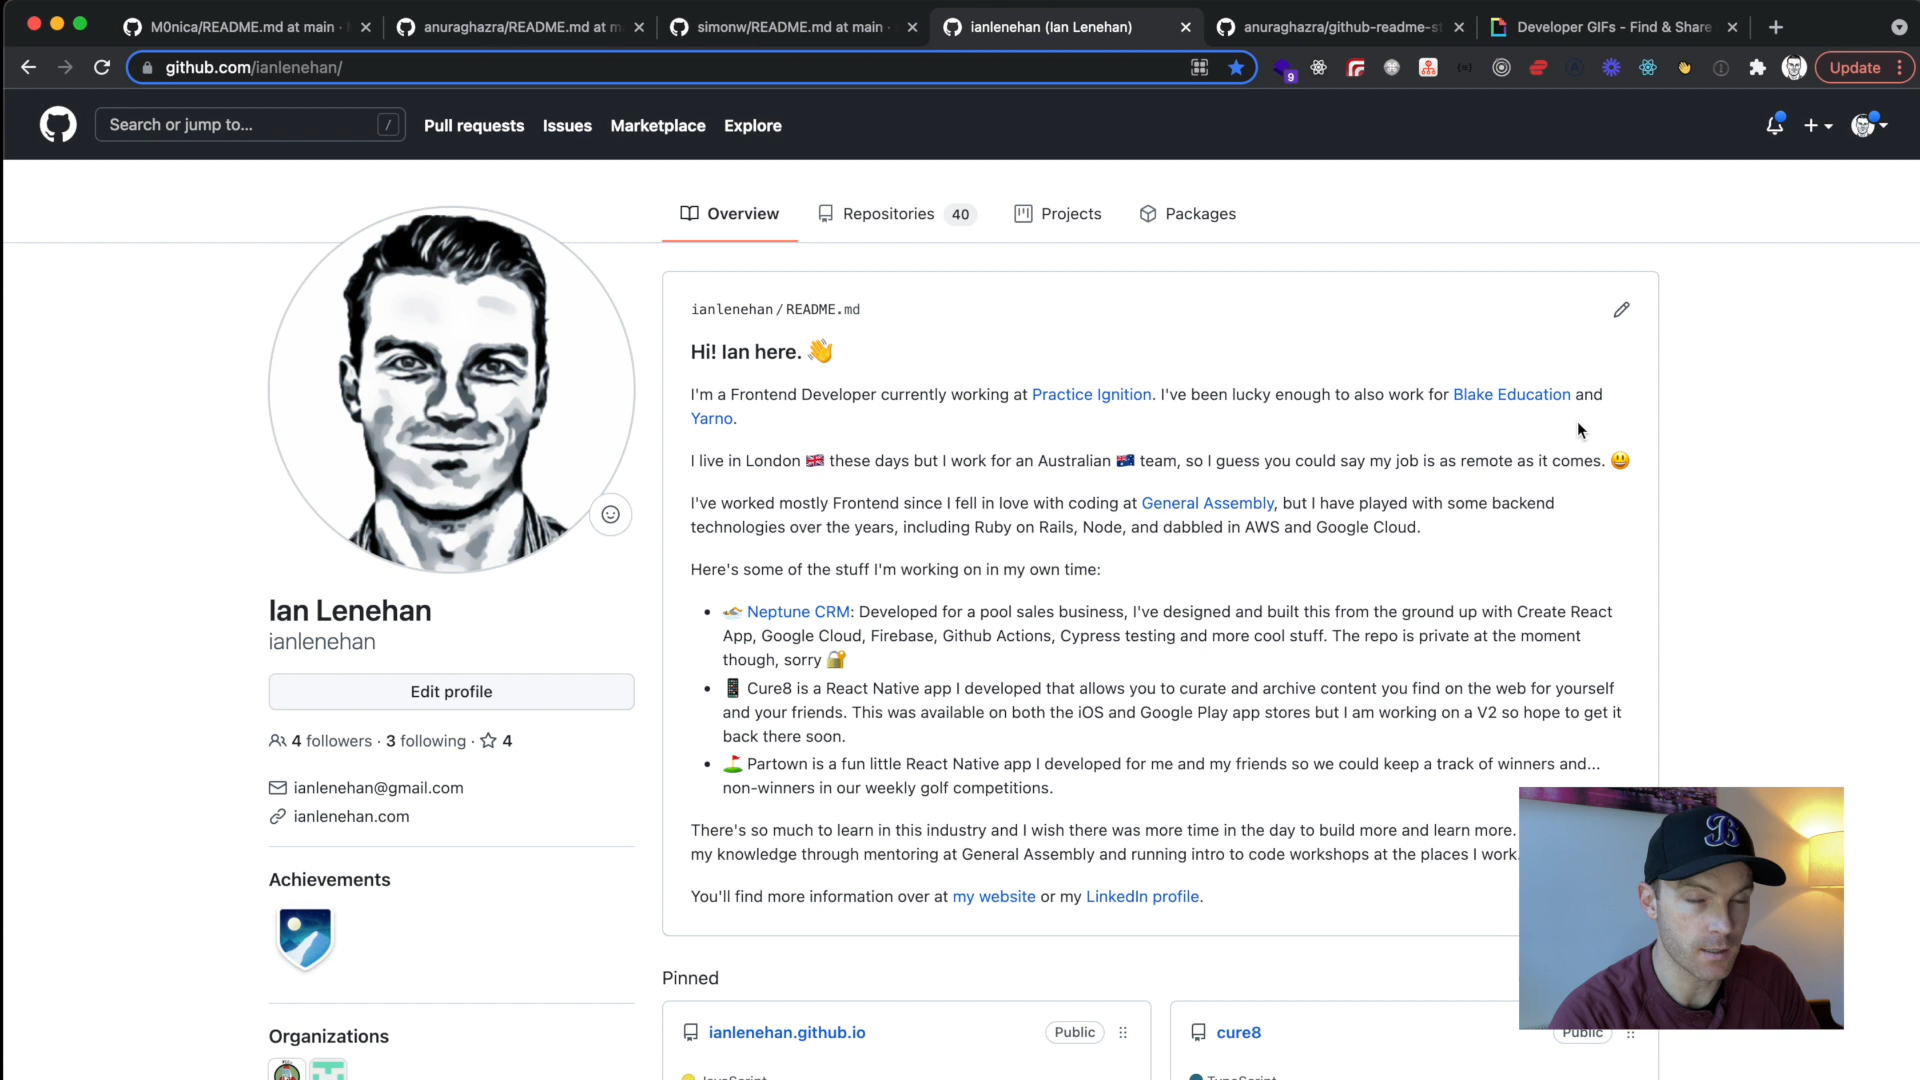 M0nica/README.md at main ·
anuraghazra/README.md at m
simonw/README.md at main ·
ianlenehan (Ian Lenehan)
anuraghazra/github-readme-st
Developer GIFs - Find & Share
github.com/ianlenehan/
9
Update
Search or jump to...
/
Pull requests
Issues
Marketplace
Explore
Overview
Repositories 40
Projects
Packages
ianlenehan / README.md
Hi! Ian here. 👋
I'm a Frontend Developer currently working at Practice Ignition. I've been lucky enough to also work for Blake Education and
Yarno.
I live in London 🇬🇧 these days but I work for an Australian 🇦🇺 team, so I guess you could say my job is as remote as it comes. 😃
I've worked mostly Frontend since I fell in love with coding at General Assembly, but I have played with some backend
technologies over the years, including Ruby on Rails, Node, and dabbled in AWS and Google Cloud.
Here's some of the stuff I'm working on in my own time:
• 🏊 Neptune CRM: Developed for a pool sales business, I've designed and built this from the ground up with Create React
App, Google Cloud, Firebase, Github Actions, Cypress testing and more cool stuff. The repo is private at the moment
though, sorry 🔐
• 📱 Cure8 is a React Native app I developed that allows you to curate and archive content you find on the web for yourself
and your friends. This was available on both the iOS and Google Play app stores but I am working on a V2 so hope to get it
back there soon.
• ⛳ Partown is a fun little React Native app I developed for me and my friends so we could keep a track of winners and...
non-winners in our weekly golf competitions.
There's so much to learn in this industry and I wish there was more time in the day to build more and learn more.
my knowledge through mentoring at General Assembly and running intro to code workshops at the places I work.
You'll find more information over at my website or my LinkedIn profile.
Ian Lenehan
ianlenehan
Edit profile
4 followers · 3 following · 4
ianlenehan@gmail.com
ianlenehan.com
Achievements
Organizations
Pinned
ianlenehan.github.io
Public
JavaScript
cure8
Public
TypeScript
B